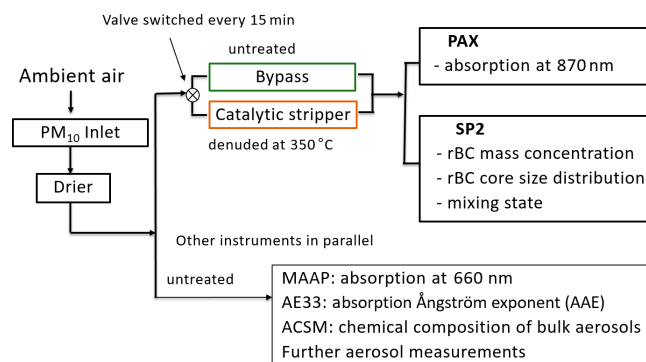 Valve switched every 15 min
untreated
Ambient air
Bypass
Catalytic stripper
denuded at 350 °C
PM10 Inlet
Drier
PAX
- absorption at 870 nm
SP2
- rBC mass concentration
- rBC core size distribution
- mixing state
Other instruments in parallel
untreated
MAAP: absorption at 660 nm
AE33: absorption Ångström exponent (AAE)
ACSM: chemical composition of bulk aerosols
Further aerosol measurements